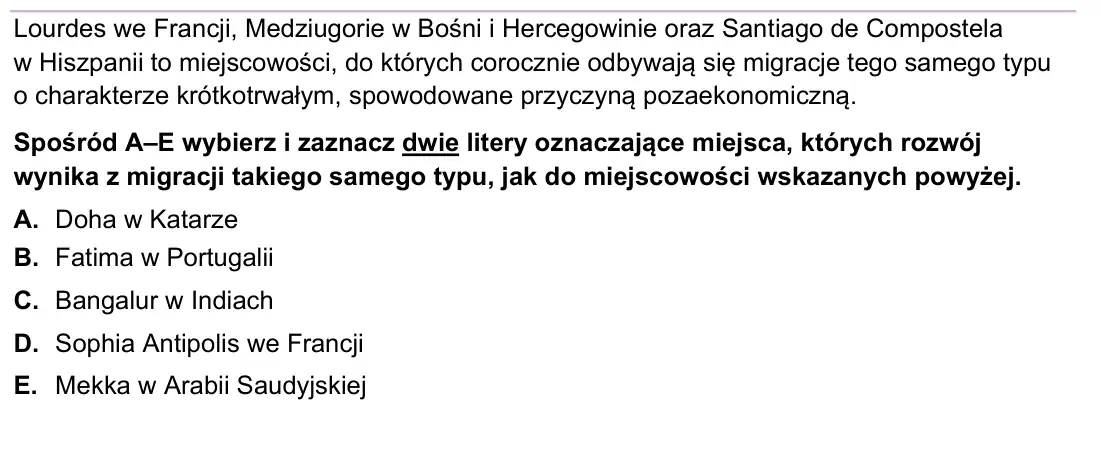 Lourdes we Francji, Medziugorie w Bośni i Hercegowinie oraz Santiago de Compostela
w Hiszpanii to miejscowości, do których corocznie odbywają się migracje tego samego typu
o charakterze krótkotrwałym, spowodowane przyczyną pozaekonomiczną.
Spośród A–E wybierz i zaznacz dwie litery oznaczające miejsca, których rozwój
wynika z migracji takiego samego typu, jak do miejscowości wskazanych powyżej.
A. Doha w Katarze
B. Fatima w Portugalii
C. Bangalur w Indiach
D. Sophia Antipolis we Francji
E. Mekka w Arabii Saudyjskiej